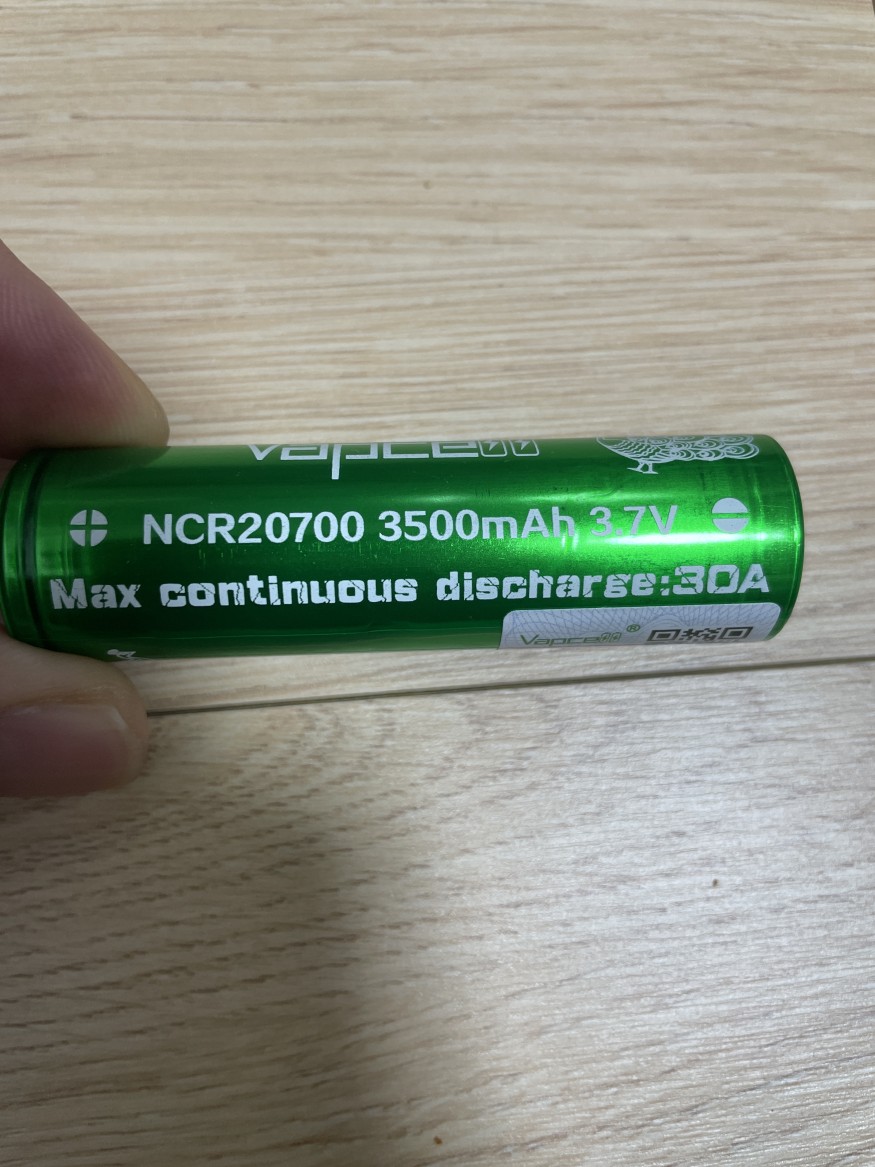 vapcell
NCR20700 3500mAh 3.7V
Max continuous discharge:30A
Vapcell®